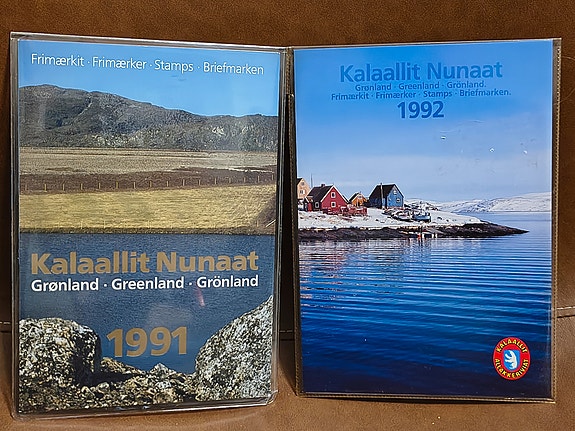 Frimærkit · Frimærker · Stamps · Briefmarken
Kalaallit Nunaat
Grønland · Greenland · Grönland
1991
Kalaallit Nunaat
Grønland · Greenland · Grönland.
Frimærkit · Frimærker · Stamps · Briefmarken.
1992
KALAALLIT
ALLAKKERIVIAT